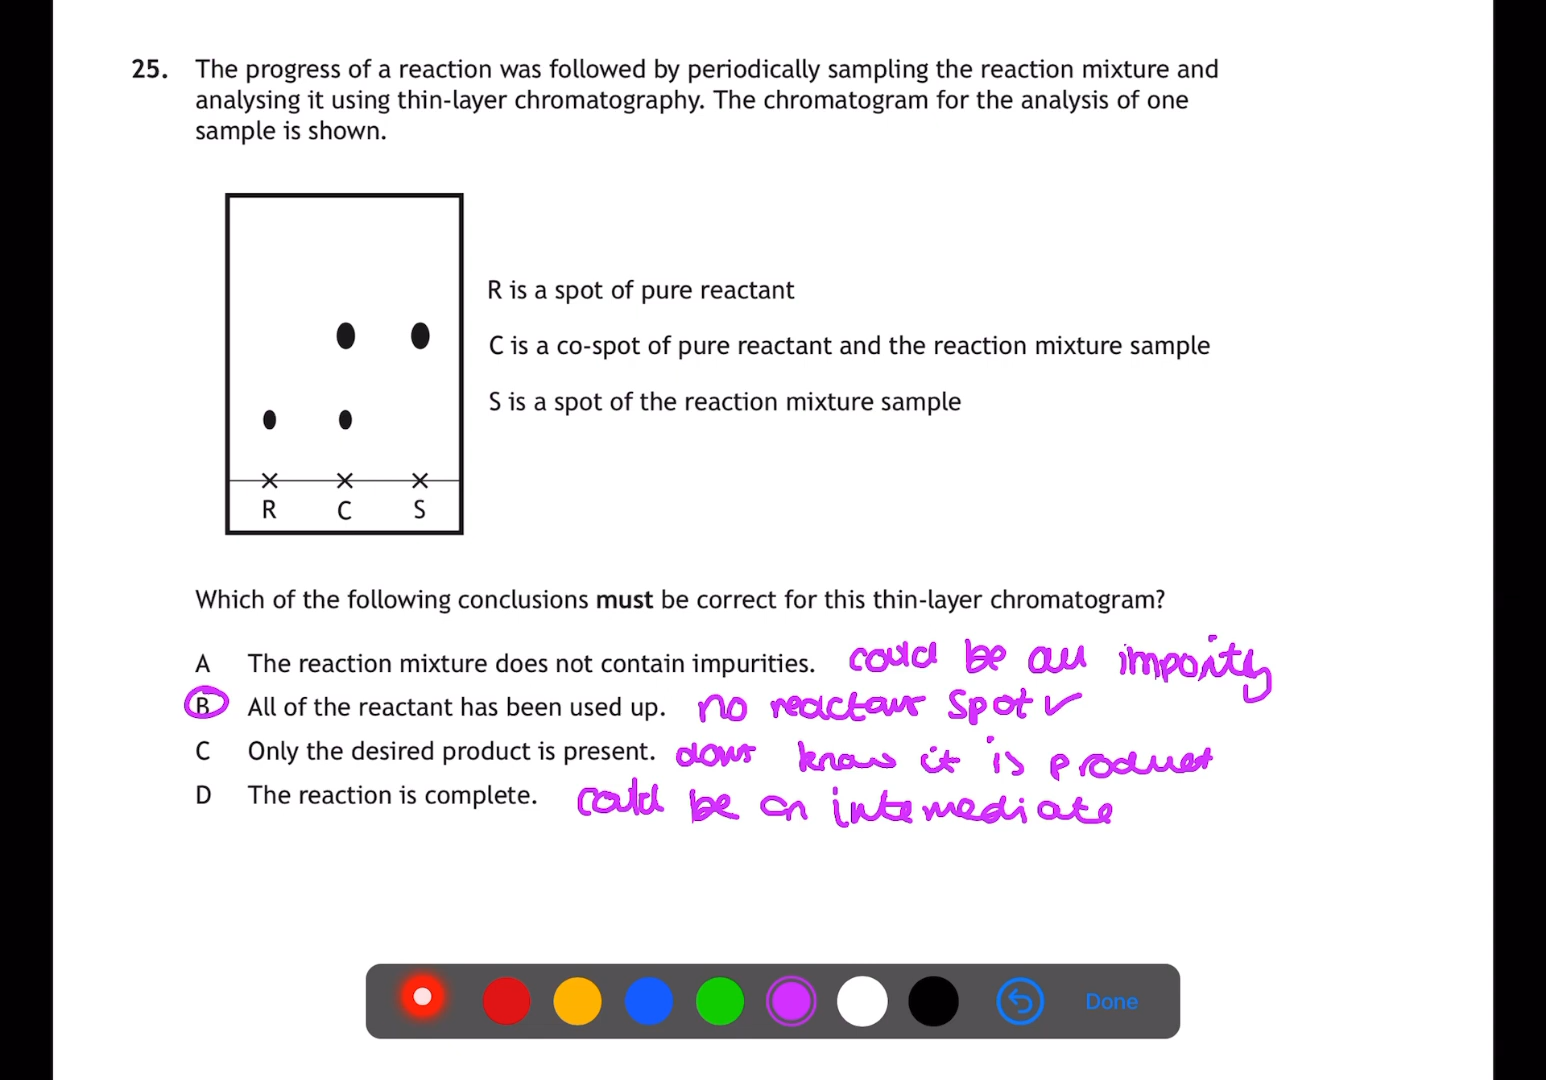 25. The progress of a reaction was followed by periodically sampling the reaction mixture and
analysing it using thin-layer chromatography. The chromatogram for the analysis of one
sample is shown.
R is a spot of pure reactant
C is a co-spot of pure reactant and the reaction mixture sample
S is a spot of the reaction mixture sample
R C S
Which of the following conclusions must be correct for this thin-layer chromatogram?
A The reaction mixture does not contain impurities. could be all impority
B All of the reactant has been used up. no reactant spot ✓
C Only the desired product is present. dont know it is product
D The reaction is complete. could be an intemediate
Done